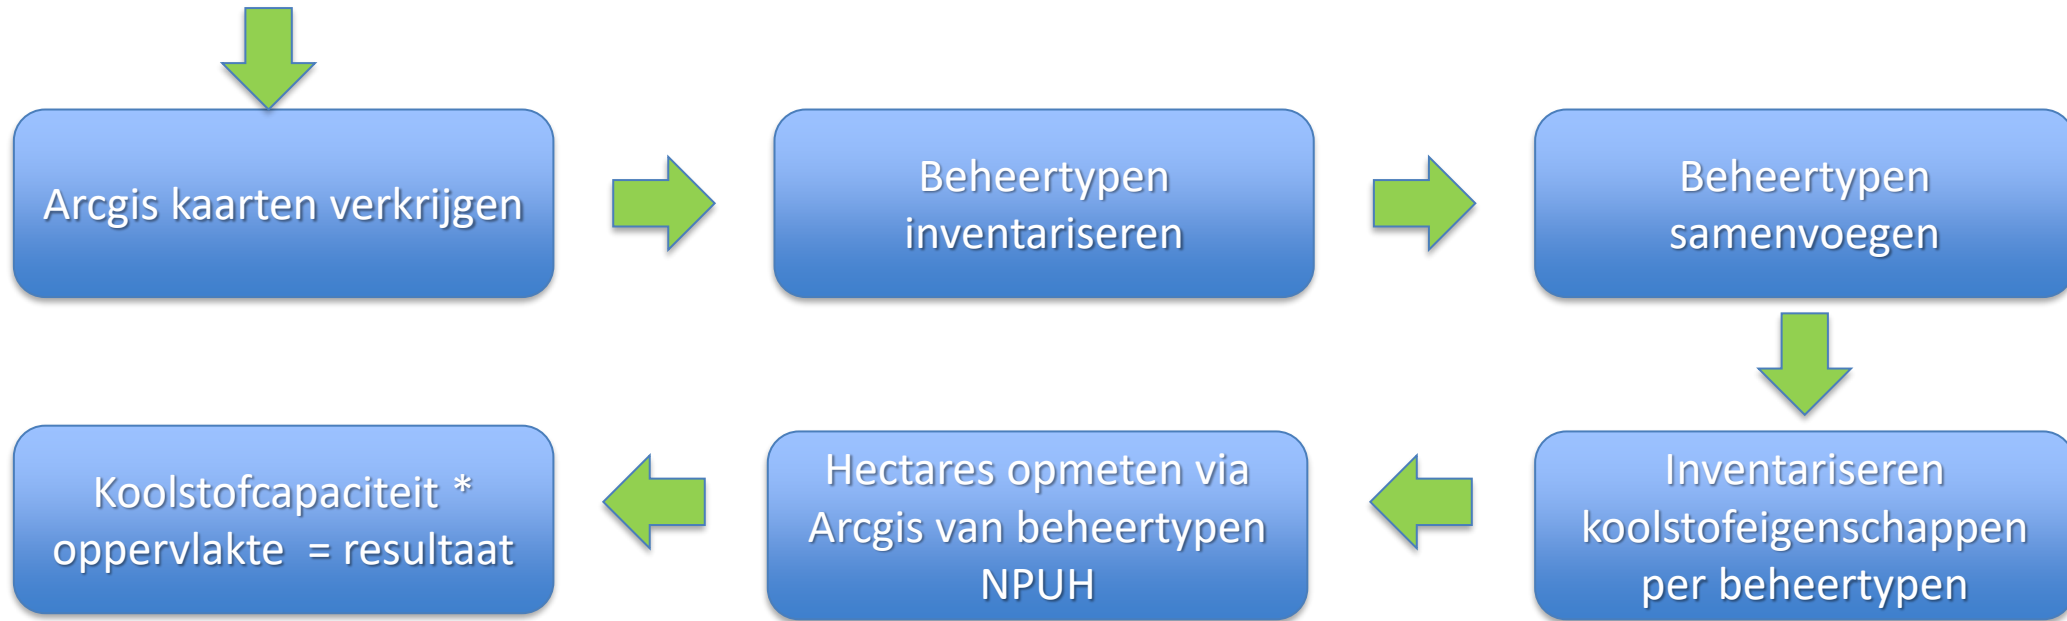 Arcgis kaarten verkrijgen
Beheertypen
inventariseren
Beheertypen
samenvoegen
Inventariseren
koolstofeigenschappen
per beheertypen
Hectares opmeten via
Arcgis van beheertypen
NPUH
Koolstofcapaciteit *
oppervlakte = resultaat